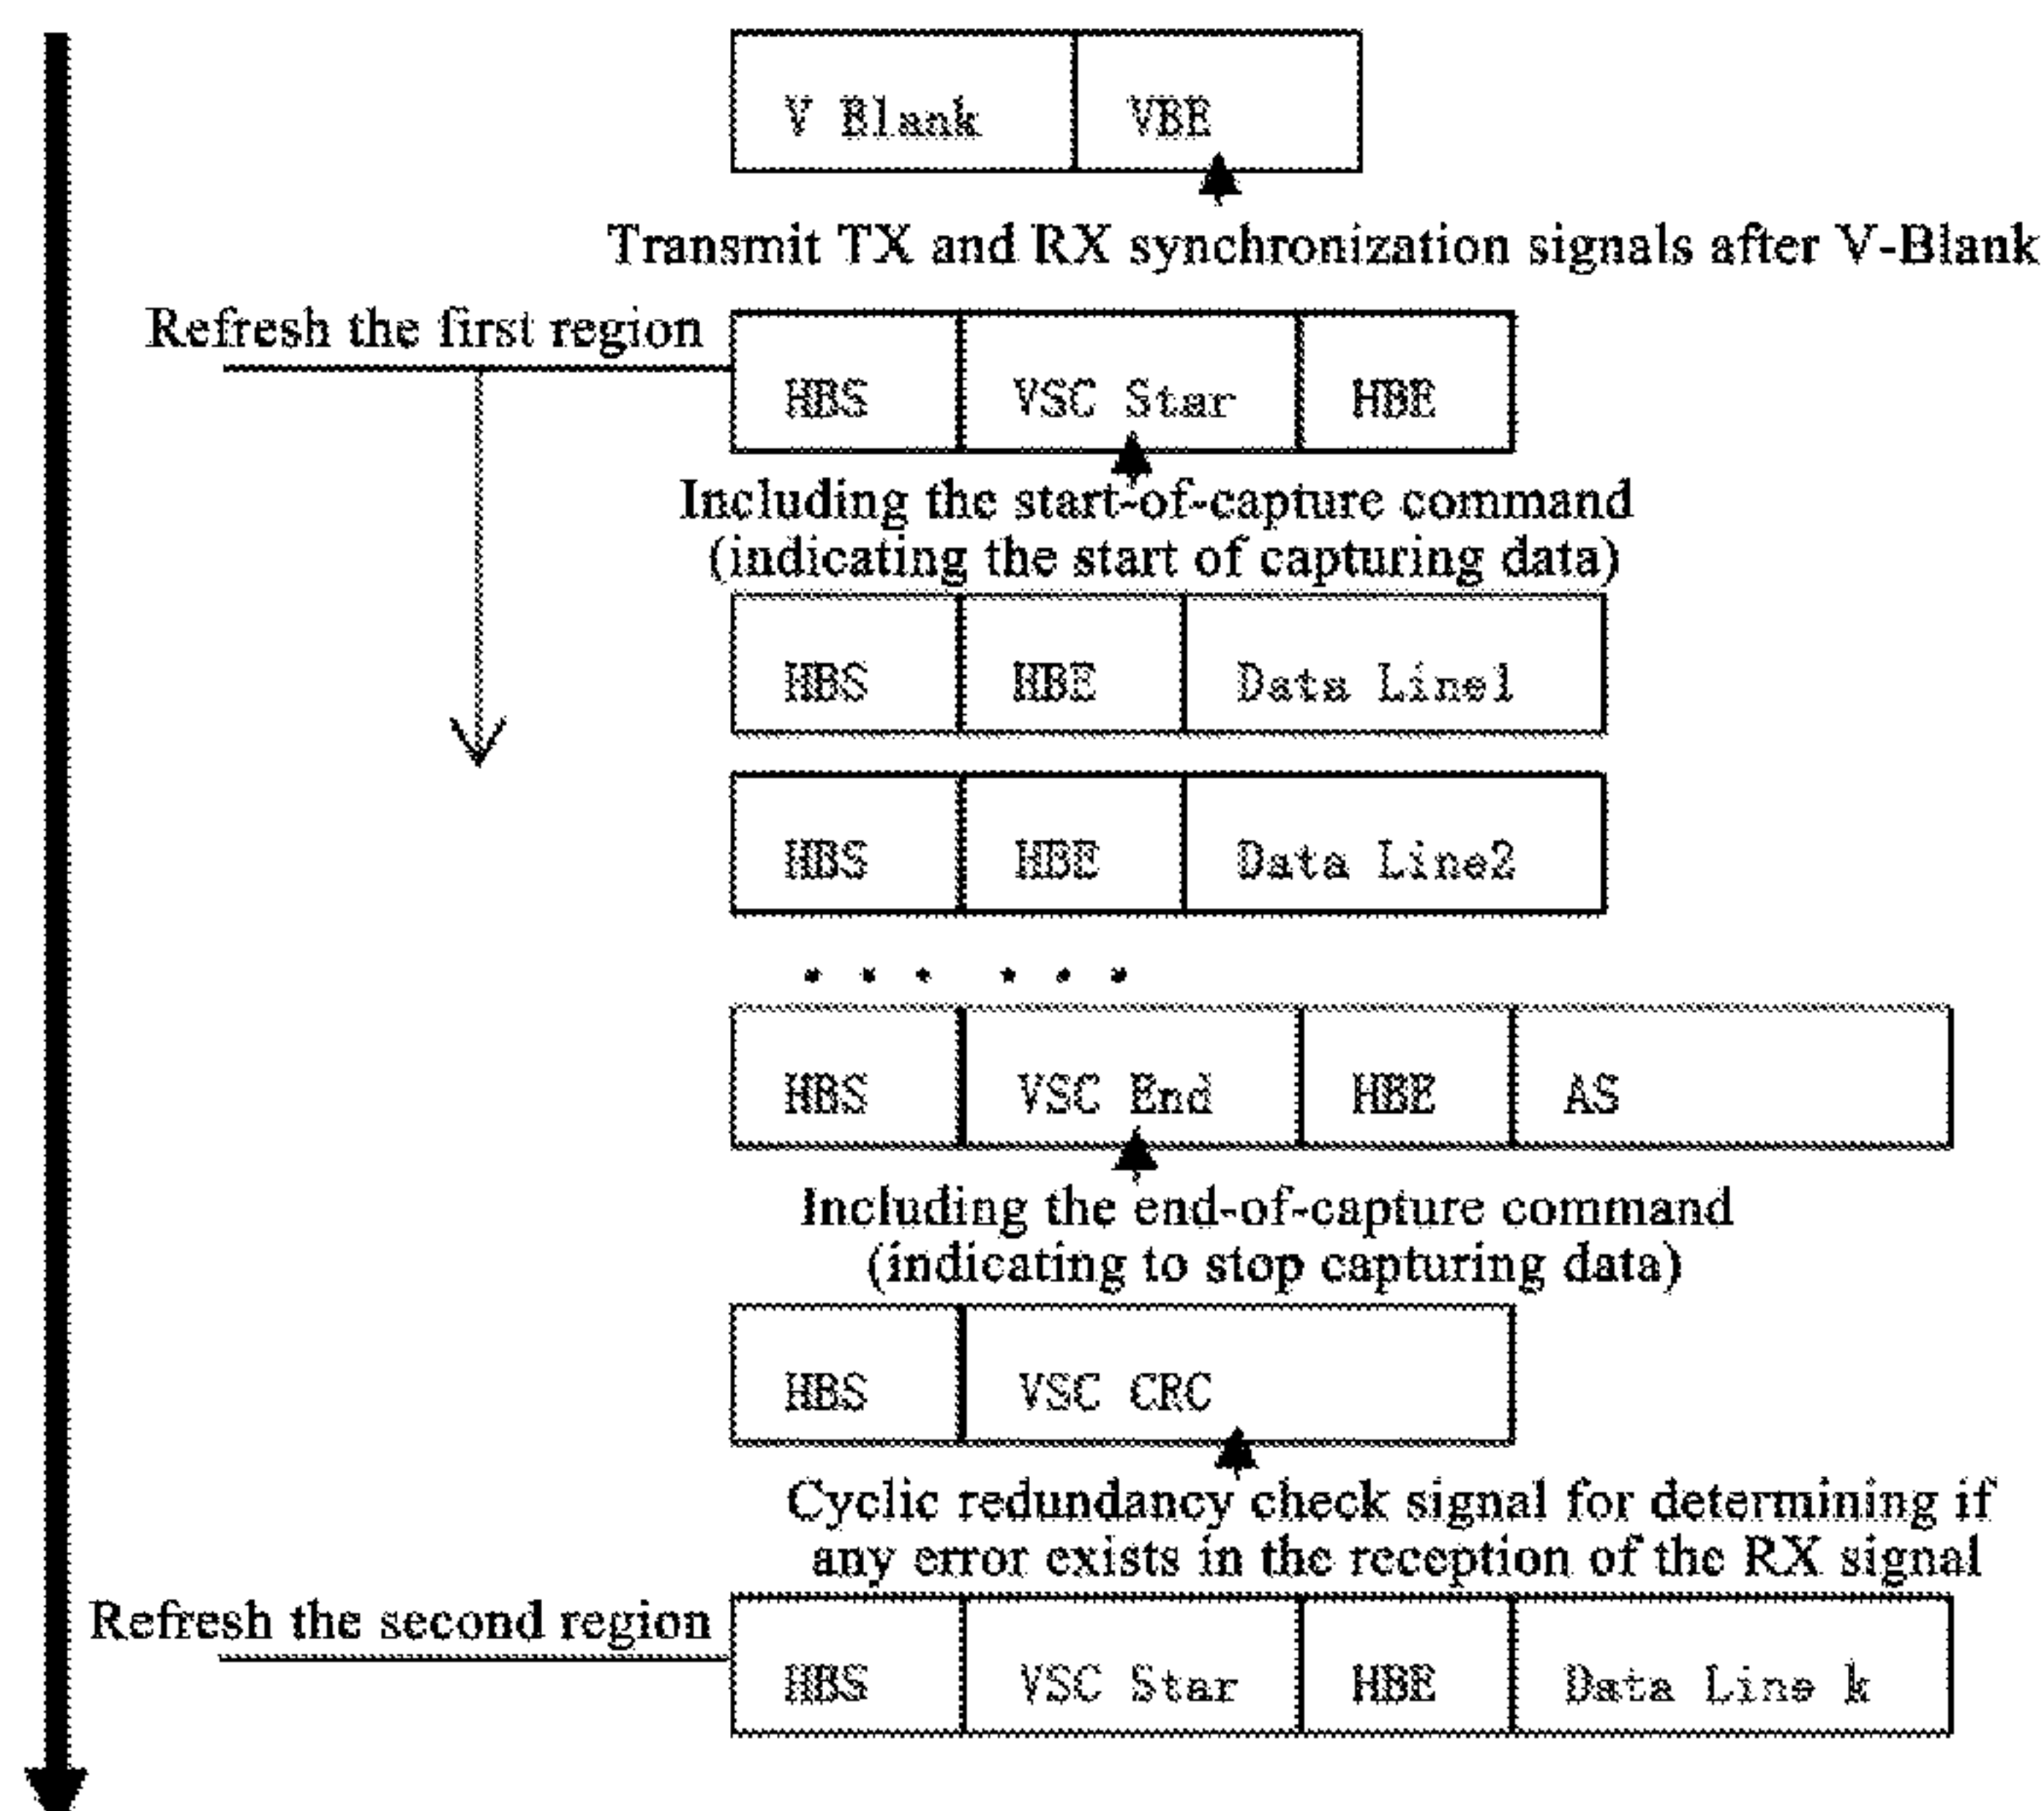 V Blank VBE
Transmit TX and RX synchronization signals after V-Blank
Refresh the first region
HBS VSC Star HBE
Including the start-of-capture command
(indicating the start of capturing data)
HBS HBE Data Line1
HBS HBE Data Line2
... ...
HBS VSC End HBE AS
Including the end-of-capture command
(indicating to stop capturing data)
HBS VSC CRC
Cyclic redundancy check signal for determining if
any error exists in the reception of the RX signal
Refresh the second region
HBS VSC Star HBE Data Line k